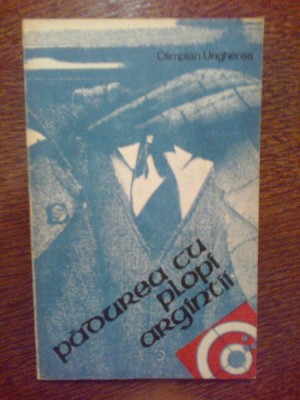 Olimpian Ungherea
pădurea cu
plopi
argintii